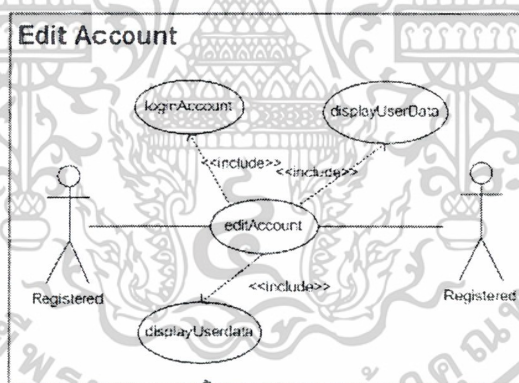 Edit Account
loginAccount
displayUserData
<<include>>
<<include>>
editAccount
Registered
Registered
<<include>>
displayUserdata